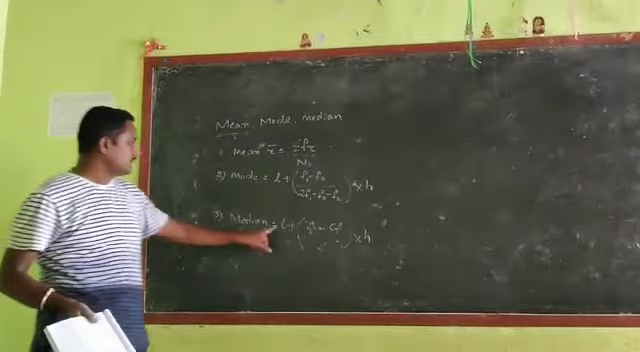 Mean, Mode, median
1) Mean x̄ = Σfx / N
2) Mode = l + (f₁-f₀ / 2f₁-f₀-f₂) x h
3) Median = l + ( n/2 - cf ) x h